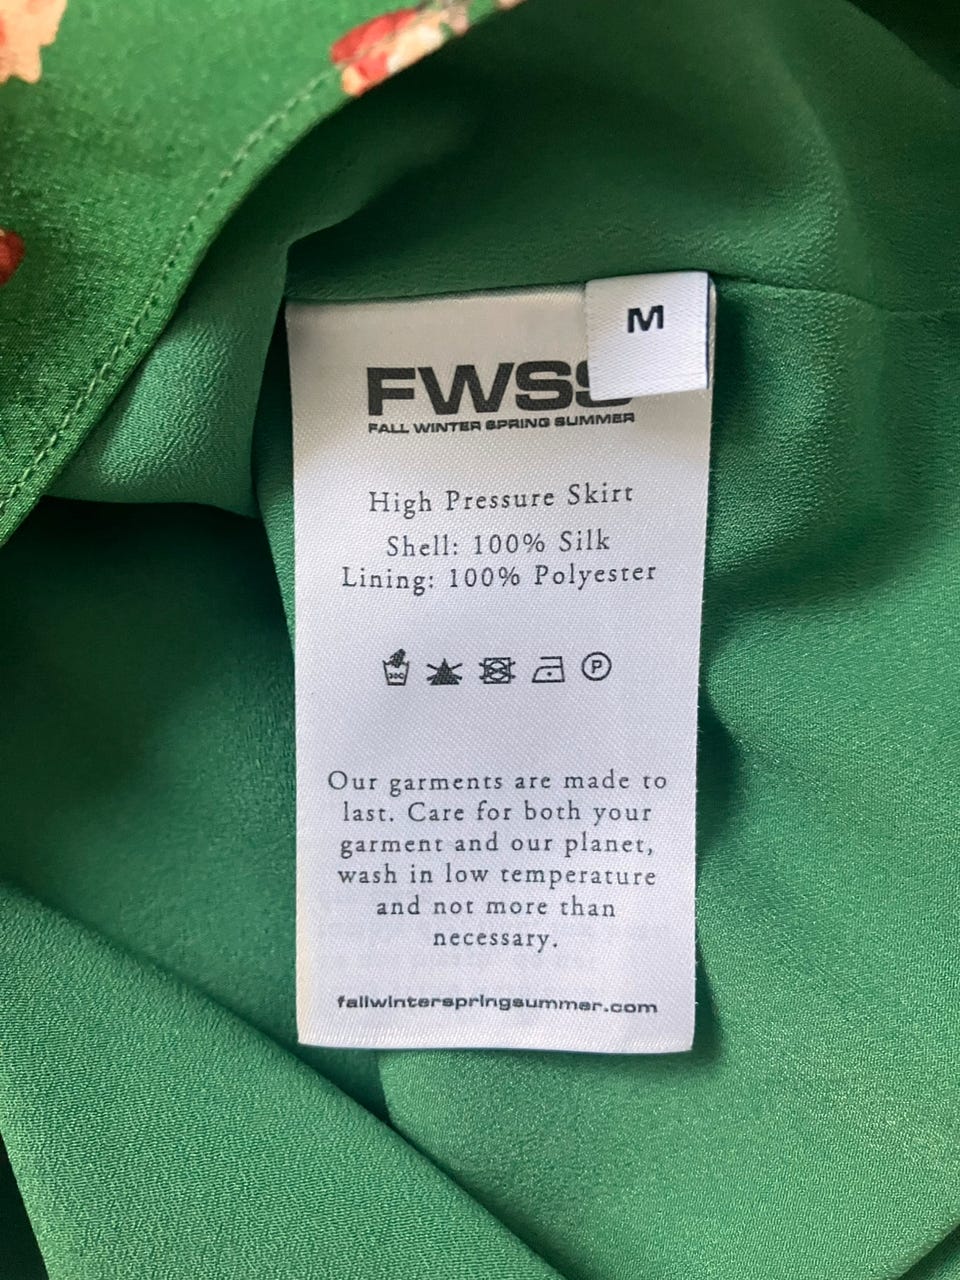 M
FWSS
FALL WINTER SPRING SUMMER
High Pressure Skirt
Shell: 100% Silk
Lining: 100% Polyester
30C
P
Our garments are made to
last. Care for both your
garment and our planet,
wash in low temperature
and not more than
necessary.
fallwinterspringsummer.com